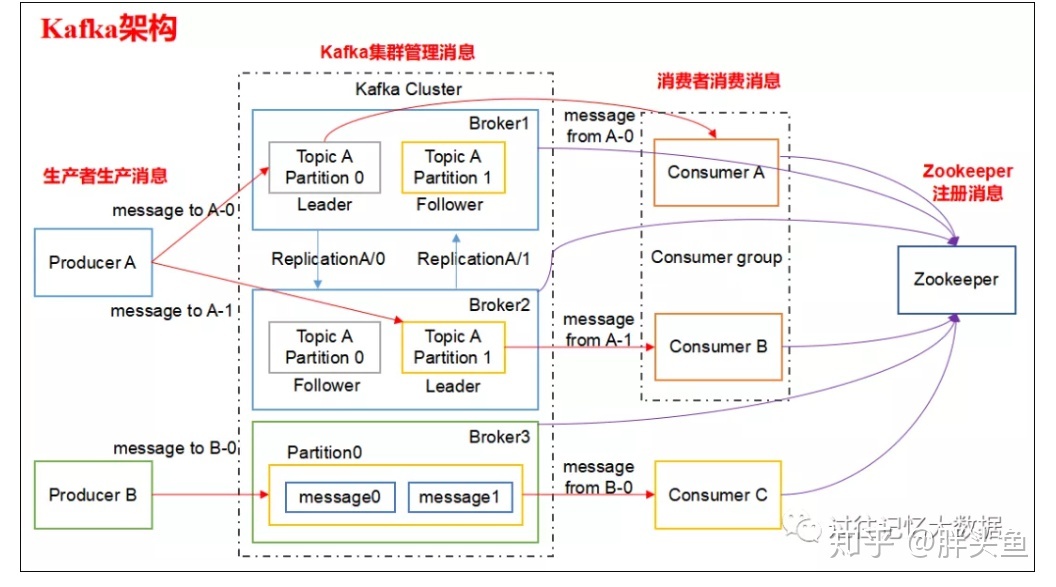 Kafka架构
Kafka集群管理消息
消费者消费消息
Kafka Cluster
Broker1
message
from A-0
生产者生产消息
Topic A
Partition 0
Leader
Topic A
Partition 1
Follower
Consumer A
Zookeeper
注册消息
message to A-0
Producer A
ReplicationA/0
ReplicationA/1
Consumer group
Zookeeper
message to A-1
Broker2
Topic A
Partition 0
Follower
Topic A
Partition 1
Leader
message
from A-1
Consumer B
message to B-0
Broker3
Partition0
Producer B
message0
message1
message
from B-0
Consumer C
过往记忆大数据
知乎 @胖头鱼